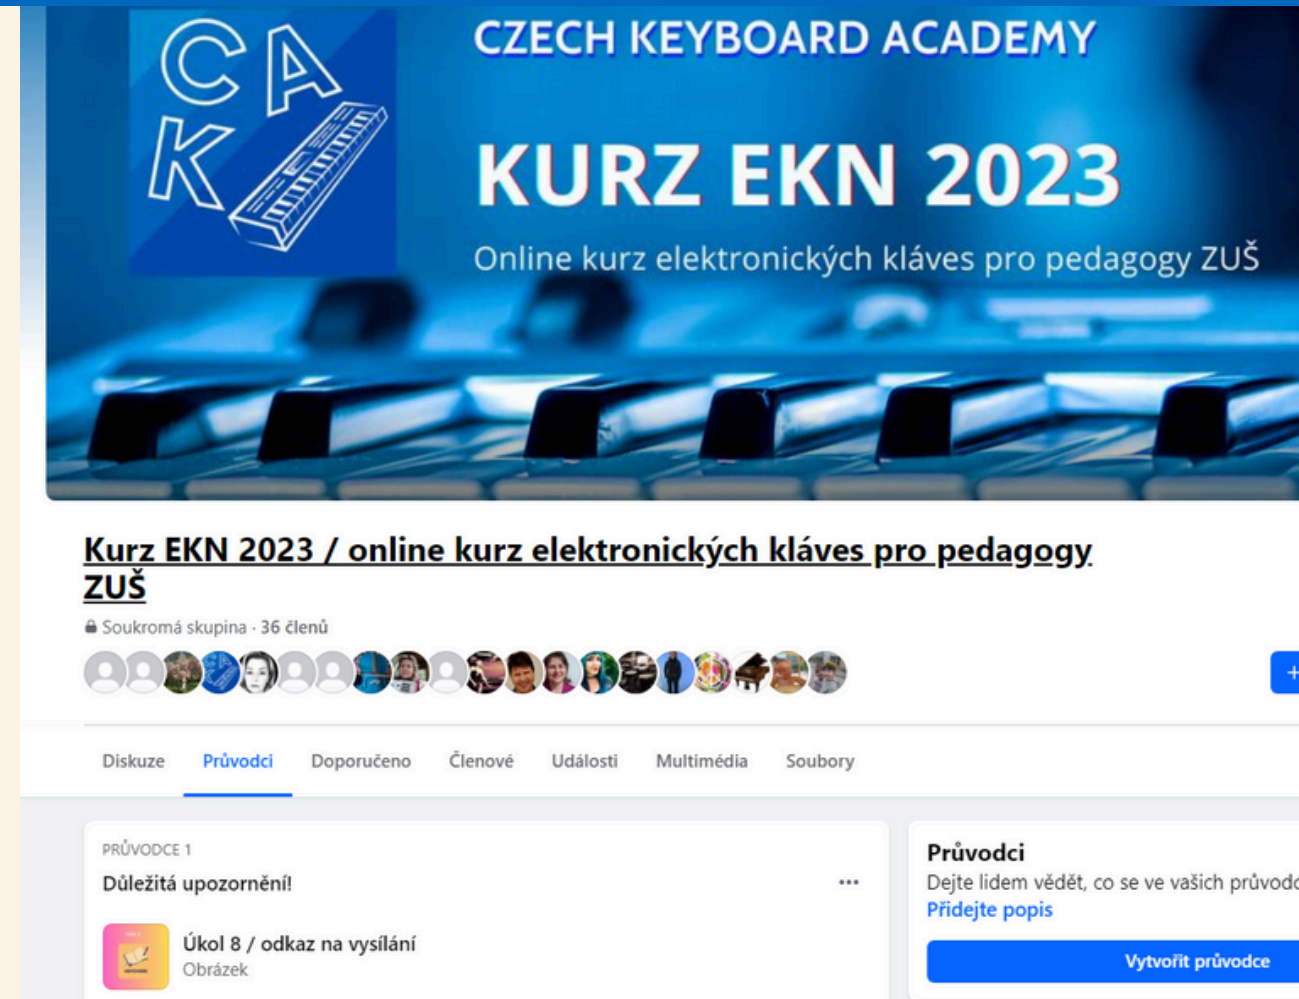 C A
K
CZECH KEYBOARD ACADEMY
KURZ EKN 2023
Online kurz elektronických kláves pro pedagogy ZUŠ
Kurz EKN 2023 / online kurz elektronických kláves pro pedagogy
ZUŠ
Soukromá skupina · 36 členů
+
Diskuze Průvodci Doporučeno Členové Události Multimédia Soubory
PRŮVODCE 1
Důležitá upozornění!
Úkol 8 / odkaz na vysílání
Obrázek
Průvodci
Dejte lidem vědět, co se ve vašich
Přidejte popis
Vytvořit průvodce